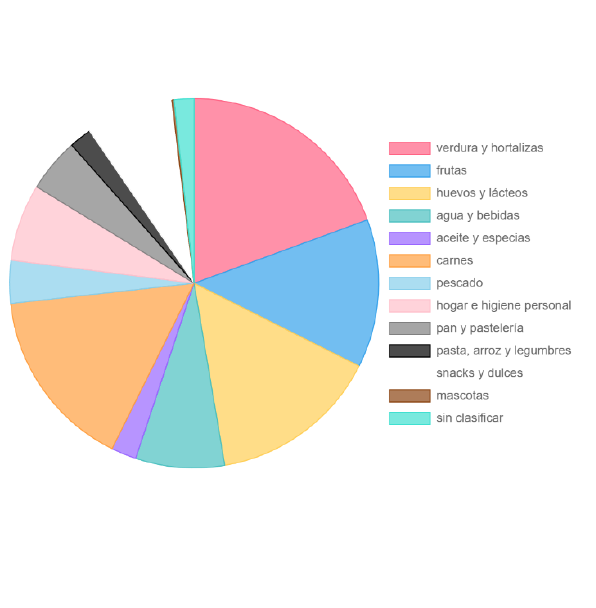 verdura y hortalizas
frutas
huevos y lácteos
agua y bebidas
aceite y especias
carnes
pescado
hogar e higiene personal
pan y pastelería
pasta, arroz y legumbres
snacks y dulces
mascotas
sin clasificar